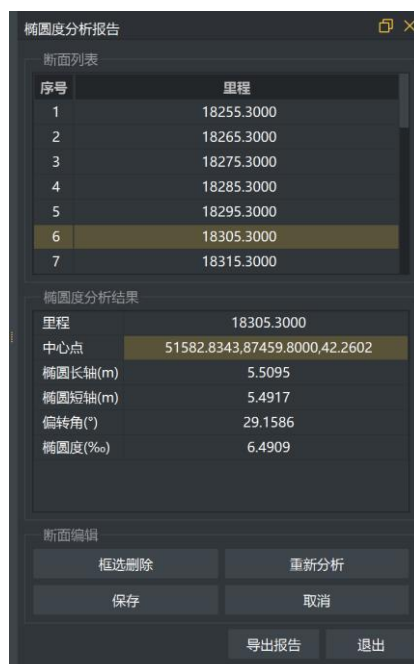 椭圆度分析报告
断面列表
序号 里程
1 18255.3000
2 18265.3000
3 18275.3000
4 18285.3000
5 18295.3000
6 18305.3000
7 18315.3000
椭圆度分析结果
里程 18305.3000
中心点 51582.8343,87459.8000,42.2602
椭圆长轴(m) 5.5095
椭圆短轴(m) 5.4917
偏转角(°) 29.1586
椭圆度(‰) 6.4909
断面编辑
框选删除 重新分析
保存 取消
导出报告 退出